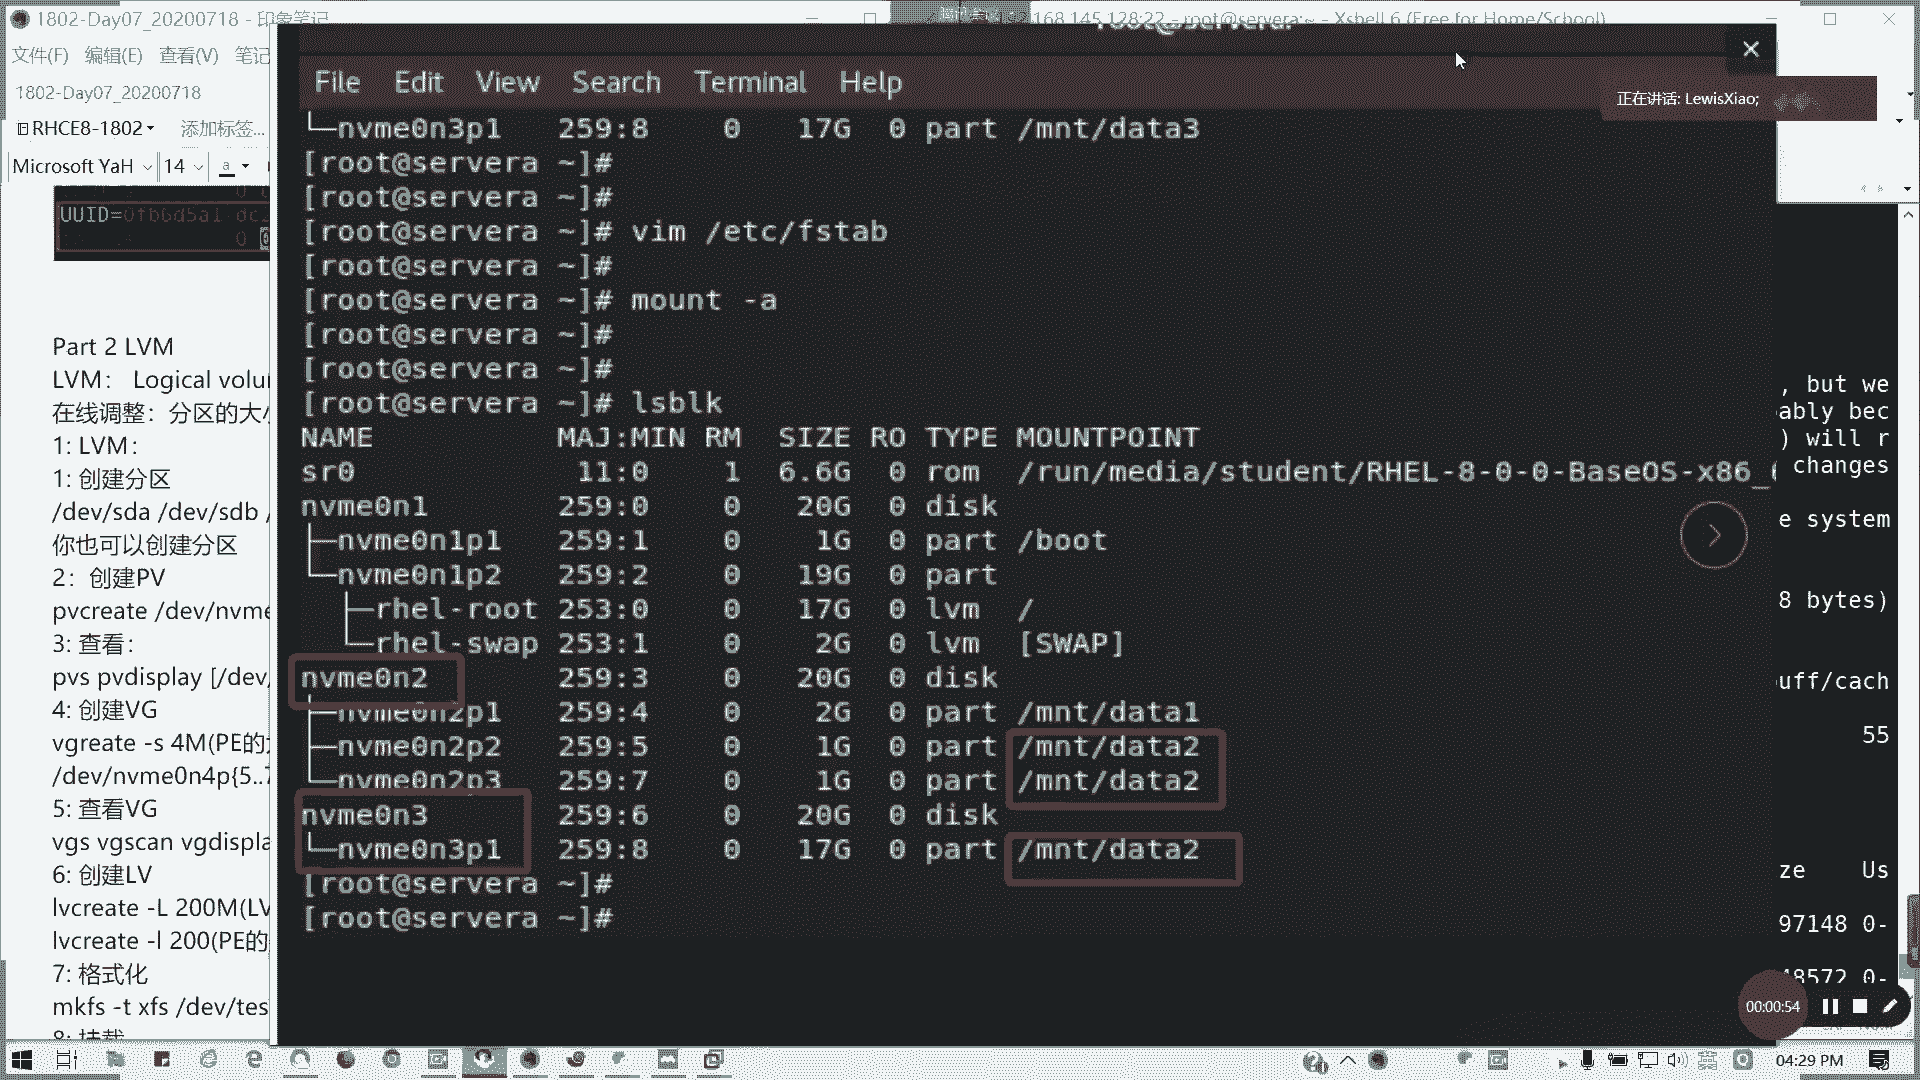 1802-Day07_20200718 - 印象笔记
168.145.128:22 - root@servera:~ - Xshell 6 (Free for Home/School)
文件(F) 编辑(E) 查看(V) 笔记
1802-Day07_20200718
RHCE8-1802 添加标签...
Microsoft YaH 14 a
UUID=0fb6d5a1
0 0
Part 2 LVM
LVM： Logical
在线调整：分区的大
1: LVM：
1: 创建分区
/dev/sda /dev/sdb /
你也可以创建分区
2：创建PV
pvcreate /dev/nvme
3: 查看：
pvs pvdisplay [/dev/
4: 创建VG
vgreate -s 4M(PE的
/dev/nvme0n4p{5..7
5: 查看VG
vgs vgscan vgdispla
6: 创建LV
lvcreate -L 200M(LV
lvcreate -l 200(PE的
7: 格式化
mkfs -t xfs /dev/tes
8: 挂载
root@servera:
File Edit View Search Terminal Help
正在讲话: LewisXiao;
└─nvme0n3p1 259:8 0 17G 0 part /mnt/data3
[root@servera ~]#
[root@servera ~]#
[root@servera ~]# vim /etc/fstab
[root@servera ~]#
[root@servera ~]# mount -a
[root@servera ~]#
[root@servera ~]#
[root@servera ~]# lsblk
NAME MAJ:MIN RM SIZE RO TYPE MOUNTPOINT
sr0 11:0 1 6.6G 0 rom /run/media/student/RHEL-8-0-0-BaseOS-x86_6
nvme0n1 259:0 0 20G 0 disk
├─nvme0n1p1 259:1 0 1G 0 part /boot
└─nvme0n1p2 259:2 0 19G 0 part
├─rhel-root 253:0 0 17G 0 lvm /
└─rhel-swap 253:1 0 2G 0 lvm [SWAP]
nvme0n2 259:3 0 20G 0 disk
├─nvme0n2p1 259:4 0 2G 0 part /mnt/data1
├─nvme0n2p2 259:5 0 1G 0 part /mnt/data2
└─nvme0n2p3 259:7 0 1G 0 part /mnt/data2
nvme0n3 259:6 0 20G 0 disk
└─nvme0n3p1 259:8 0 17G 0 part /mnt/data2
[root@servera ~]#
[root@servera ~]#
, but we
ably bec
) will r
changes
e system
8 bytes)
uff/cach
55
ze Us
97148 0-
48572 0-
00:00:54
04:29 PM